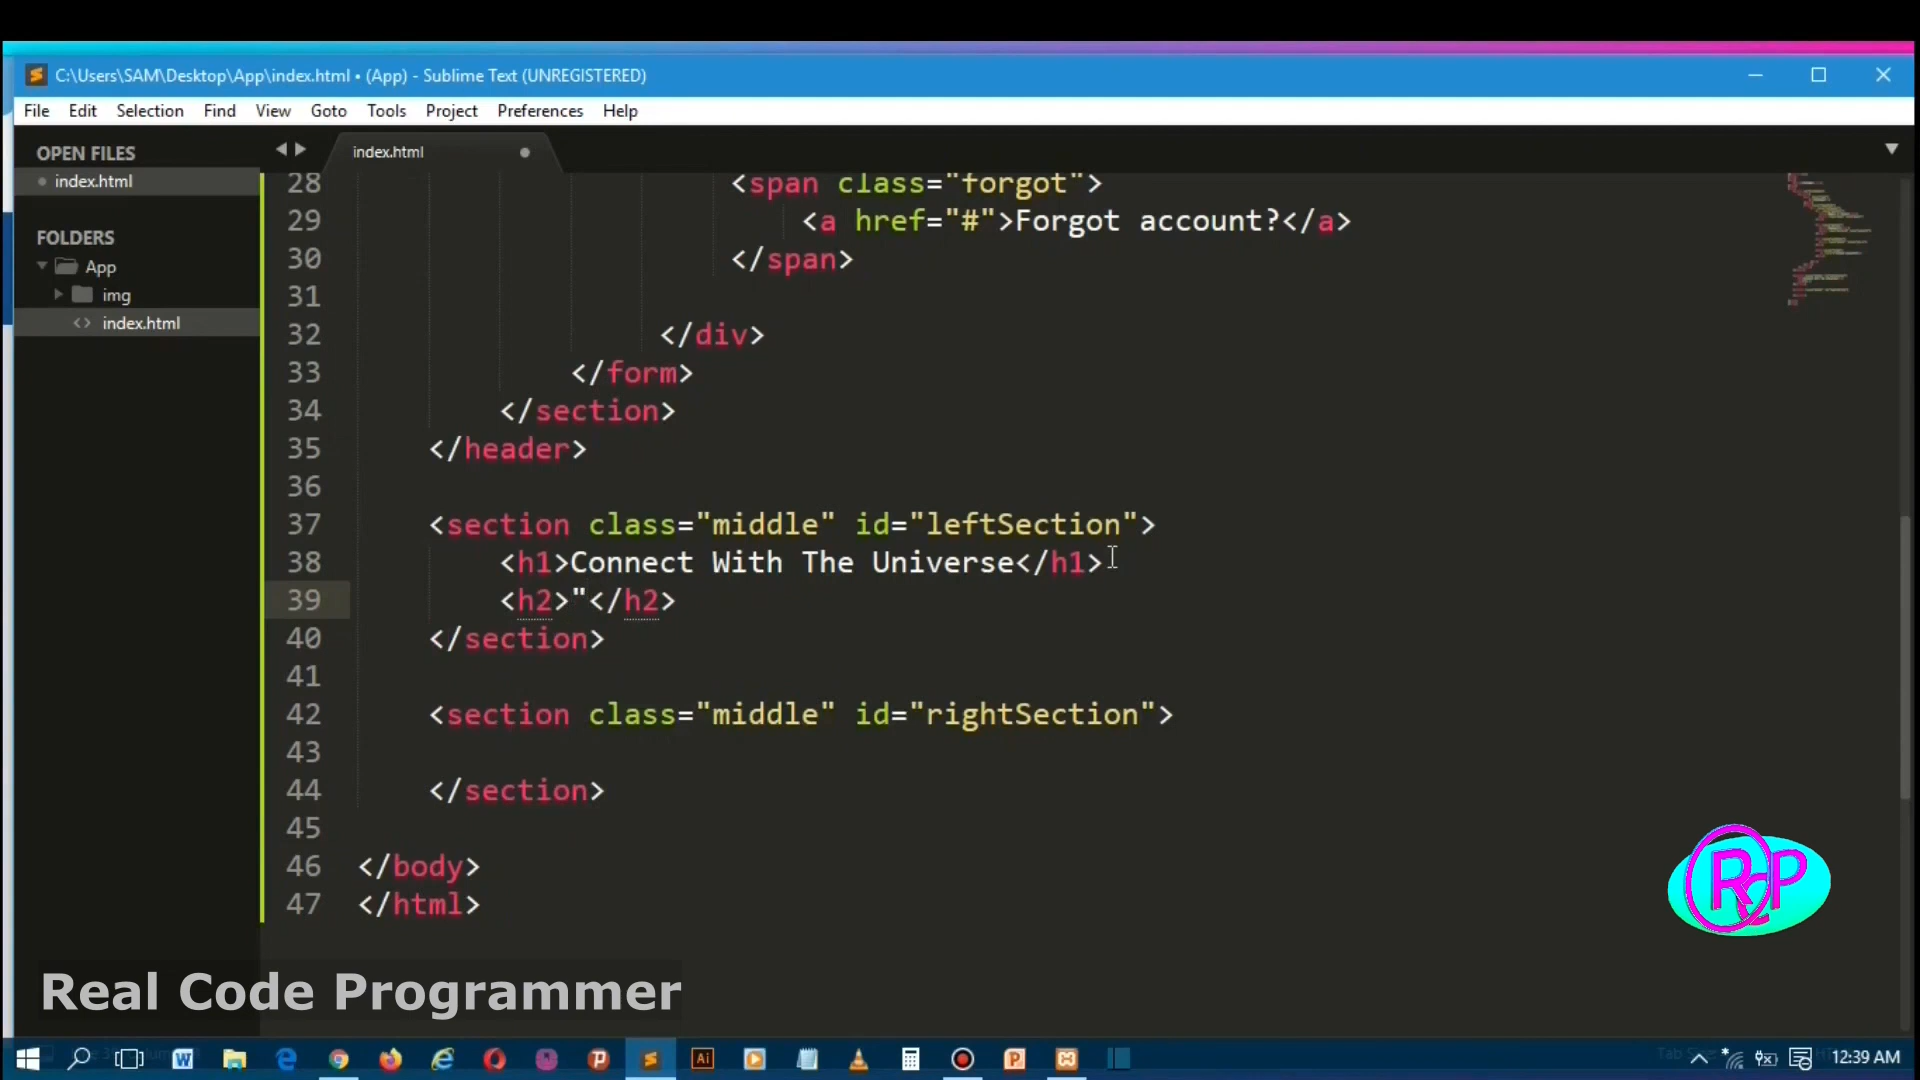 C:\Users\SAM\Desktop\App\index.html • (App) - Sublime Text (UNREGISTERED)
File Edit Selection Find View Goto Tools Project Preferences Help
OPEN FILES
index.html
FOLDERS
App
img
index.html
index.html
28 <span class="forgot">
29 <a href="#">Forgot account?</a>
30 </span>
31
32 </div>
33 </form>
34 </section>
35 </header>
36
37 <section class="middle" id="leftSection">
38 <h1>Connect With The Universe</h1>
39 <h2>"</h2>
40 </section>
41
42 <section class="middle" id="rightSection">
43
44 </section>
45
46 </body>
47 </html>
RCP
Real Code Programmer
12:39 AM